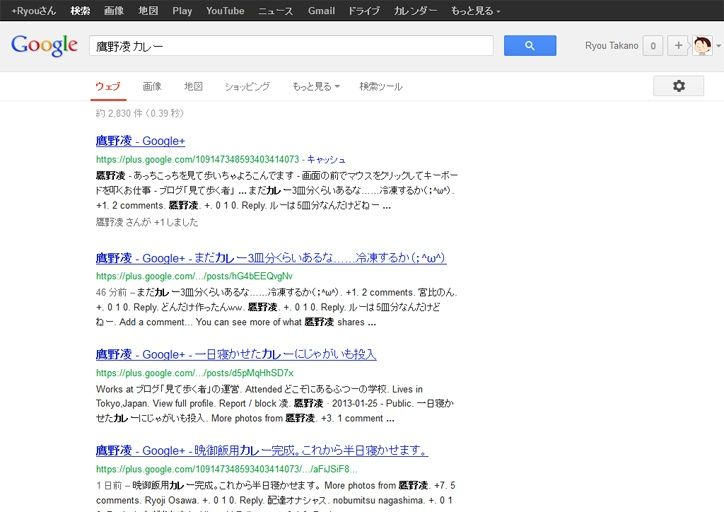 +Ryouさん 検索 画像 地図 Play YouTube ニュース Gmail ドライブ カレンダー もっと見る
Google 鷹野凌 カレー Ryou Takano 0 +
ウェブ 画像 地図 ショッピング もっと見る 検索ツール
約 2,830 件 (0.39 秒)
鷹野凌 - Google+
https://plus.google.com/109147348593403414073 - キャッシュ
鷹野凌 - あっちこっちを見て歩いちゃよろこんでます - 画面の前でマウスをクリックしてキーボー
ドを叩くお仕事 - ブログ「見て歩く者」 ... まだカレー3皿分くらいあるな……冷凍するか(；^ω^).
+1. 2 comments. 鷹野凌. +. 0 1 0. Reply. ルーは5皿分なんだけどねー ...
鷹野凌 さんが +1 しました
鷹野凌 - Google+ - まだカレー3皿分くらいあるな……冷凍するか(；^ω^)
https://plus.google.com/.../posts/hG4bEEQvgNv
46 分前 – まだカレー3皿分くらいあるな……冷凍するか(；^ω^). +1. 2 comments. 宮比のん.
+. 0 1 0. Reply. どんだけ作ったんww. 鷹野凌. +. 0 1 0. Reply. ルーは5皿分なんだけど
ねー. Add a comment... You can see more of what 鷹野凌 shares ...
鷹野凌 - Google+ - 一日寝かせたカレーにじゃがいも投入
https://plus.google.com/.../posts/d5pMqHhSD7x
Works at ブログ「見て歩く者」の運営. Attended どこぞにあるふつーの学校. Lives in
Tokyo,Japan. View full profile. Report / block 凌. 鷹野凌 · 2013-01-25 - Public. 一日寝か
せたカレーにじゃがいも投入. More photos from 鷹野凌. +3. 1 comment ...
鷹野凌 - Google+ - 晩御飯用カレー完成。これから半日寝かせます。
https://plus.google.com/109147348593403414073/.../aFiJSiF8...
1 日前 – 晩御飯用カレー完成。これから半日寝かせます。 More photos from 鷹野凌. +7. 5
comments. Ryoji Osawa. +. 0 1 0. Reply. 配達オナシャス. nobumitsu nagashima. +. 0 1